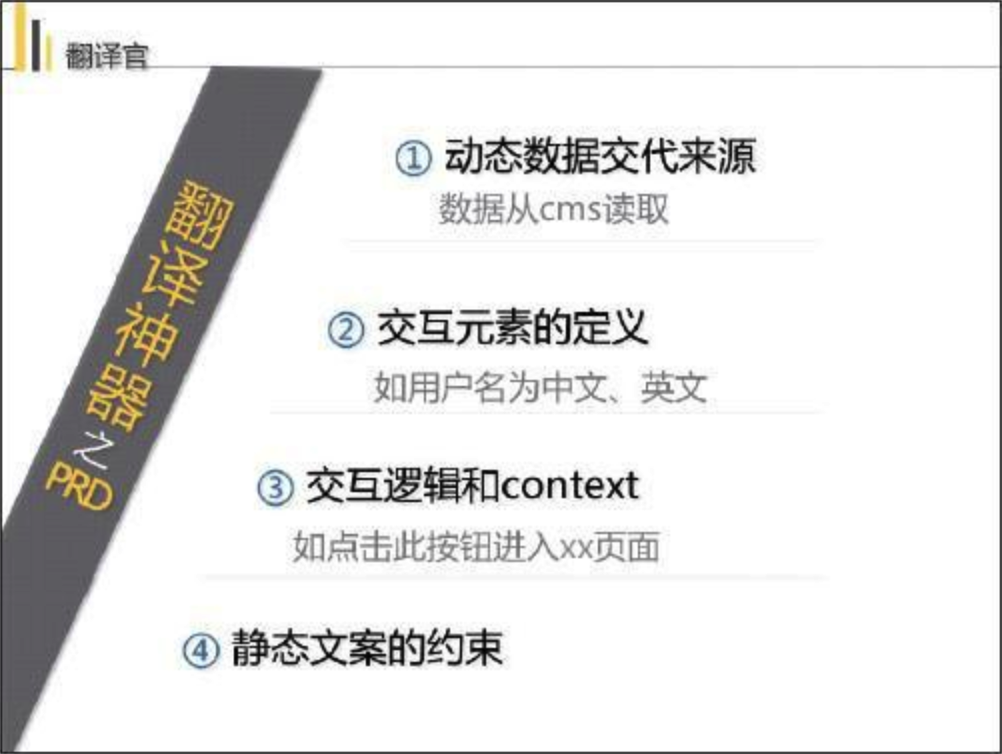 翻译官
翻译神器之PRD
① 动态数据交代来源
数据从cms读取
② 交互元素的定义
如用户名为中文、英文
③ 交互逻辑和context
如点击此按钮进入xx页面
④ 静态文案的约束